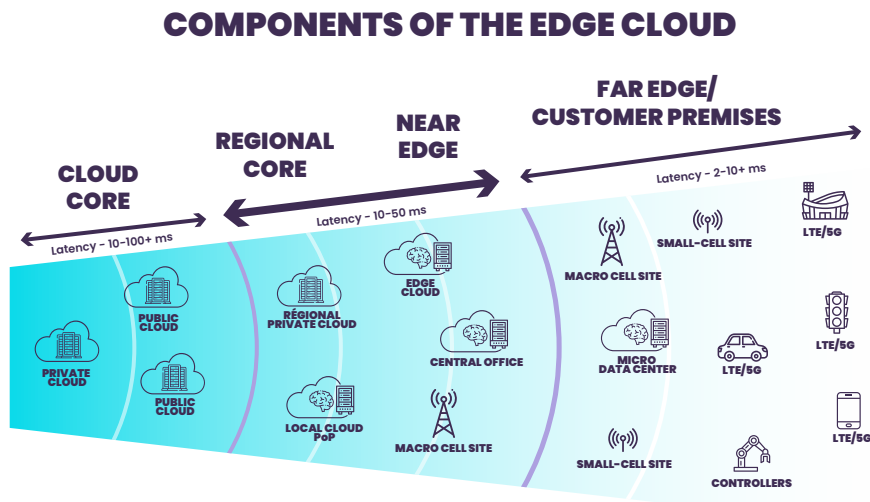 COMPONENTS OF THE EDGE CLOUD
CLOUD
CORE
Latency - 10-100+ ms
REGIONAL
CORE
NEAR
EDGE
Latency - 10-50 ms
FAR EDGE/
CUSTOMER PREMISES
Latency - 2-10+ ms
PRIVATE
CLOUD
PUBLIC
CLOUD
PUBLIC
CLOUD
RÉGIONAL
PRIVATE CLOUD
LOCAL CLOUD
PoP
EDGE
CLOUD
CENTRAL OFFICE
MACRO CELL SITE
MACRO CELL SITE
SMALL-CELL SITE
LTE/5G
MICRO
DATA CENTER
LTE/5G
LTE/5G
SMALL-CELL SITE
CONTROLLERS
LTE/5G